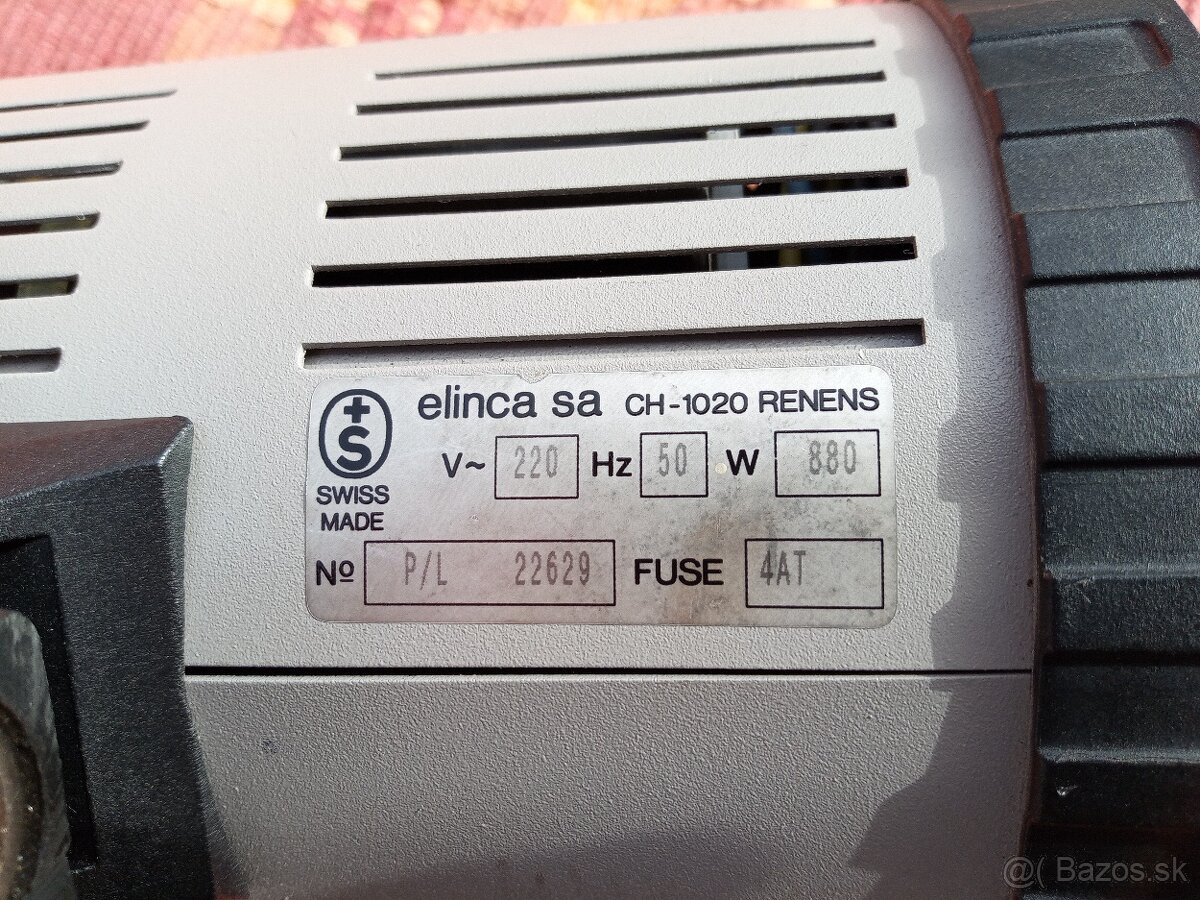 elinca sa CH-1020 RENENS
+S
SWISS
MADE
V~ 220 Hz 50 W 880
Nº P/L 22629 FUSE 4AT
@( Bazos.sk